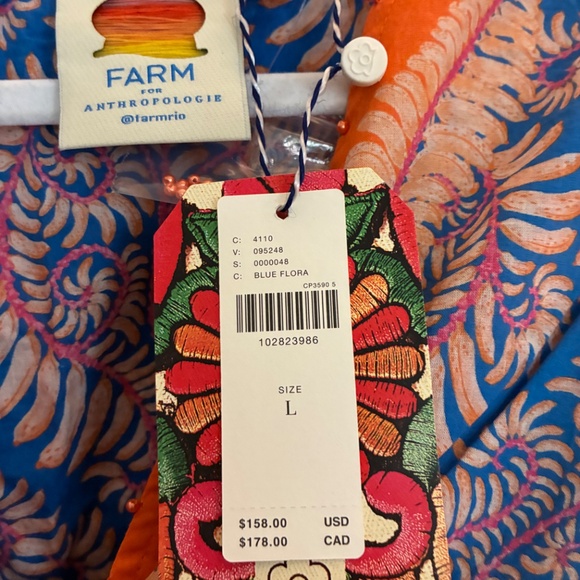 FARM
FOR
ANTHROPOLOGIE
@farmrio
C: 4110
V: 095248
S: 0000048
C: BLUE FLORA
CP3590 5
102823986
SIZE
L
$158.00 USD
$178.00 CAD